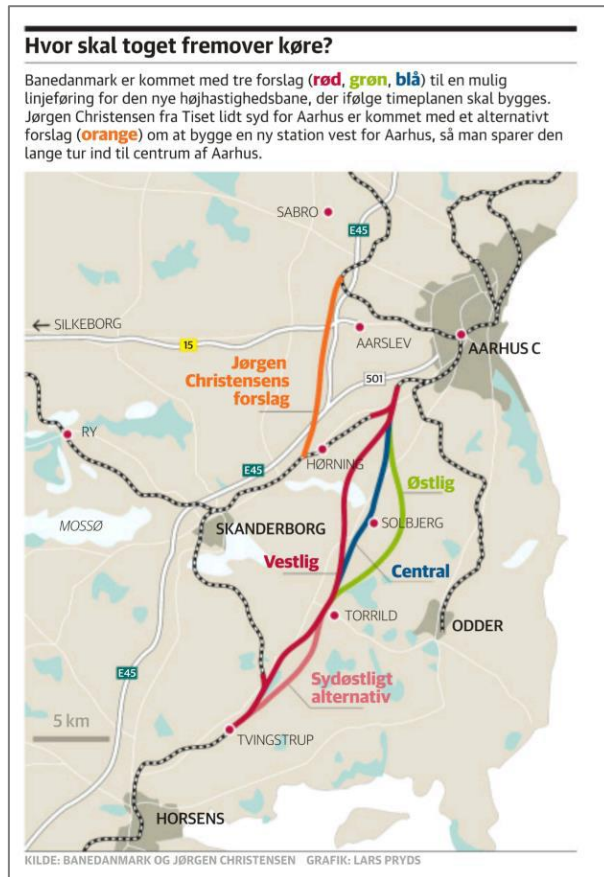 Hvor skal toget fremover køre?
Banedanmark er kommet med tre forslag (rød, grøn, blå) til en mulig
linjeføring for den nye højhastighedsbane, der ifølge timeplanen skal bygges.
Jørgen Christensen fra Tiset lidt syd for Aarhus er kommet med et alternativt
forslag (orange) om at bygge en ny station vest for Aarhus, så man sparer den
lange tur ind til centrum af Aarhus.
SABRO
E45
← SILKEBORG
15
AARSLEV
AARHUS C
Jørgen
Christensens
forslag
501
RY
E45
HØRNING
Østlig
MOSSØ
SKANDERBORG
SOLBJERG
Vestlig
Central
TORRILD
ODDER
E45
Sydøstligt
alternativ
5 km
TVINGSTRUP
HORSENS
KILDE: BANEDANMARK OG JØRGEN CHRISTENSEN GRAFIK: LARS PRYDS